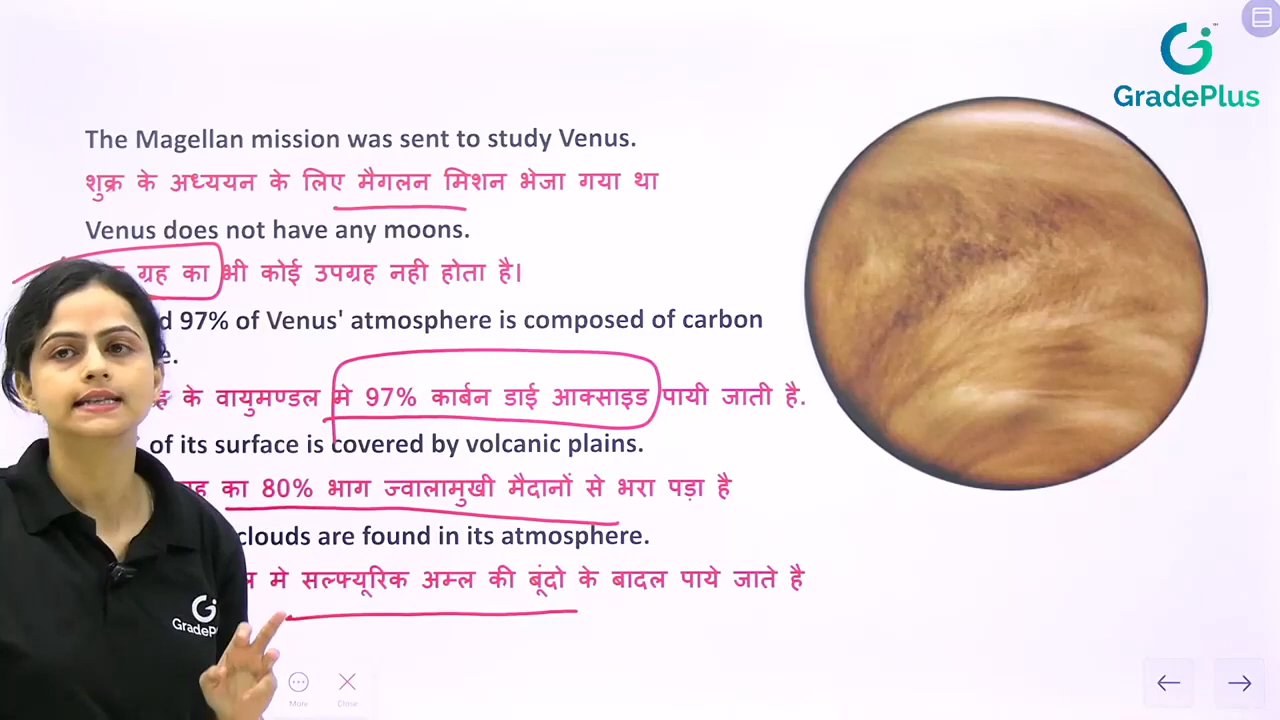 GradePlus
The Magellan mission was sent to study Venus.
शुक्र के अध्ययन के लिए मैगलन मिशन भेजा गया था
Venus does not have any moons.
ग्रह का भी कोई उपग्रह नही होता है।
97% of Venus' atmosphere is composed of carbon
के वायुमण्डल मे 97% कार्बन डाई आक्साइड पायी जाती है.
of its surface is covered by volcanic plains.
का 80% भाग ज्वालामुखी मैदानों से भरा पड़ा है
clouds are found in its atmosphere.
मे सल्फ्यूरिक अम्ल की बूंदो के बादल पाये जाते है
More
Close